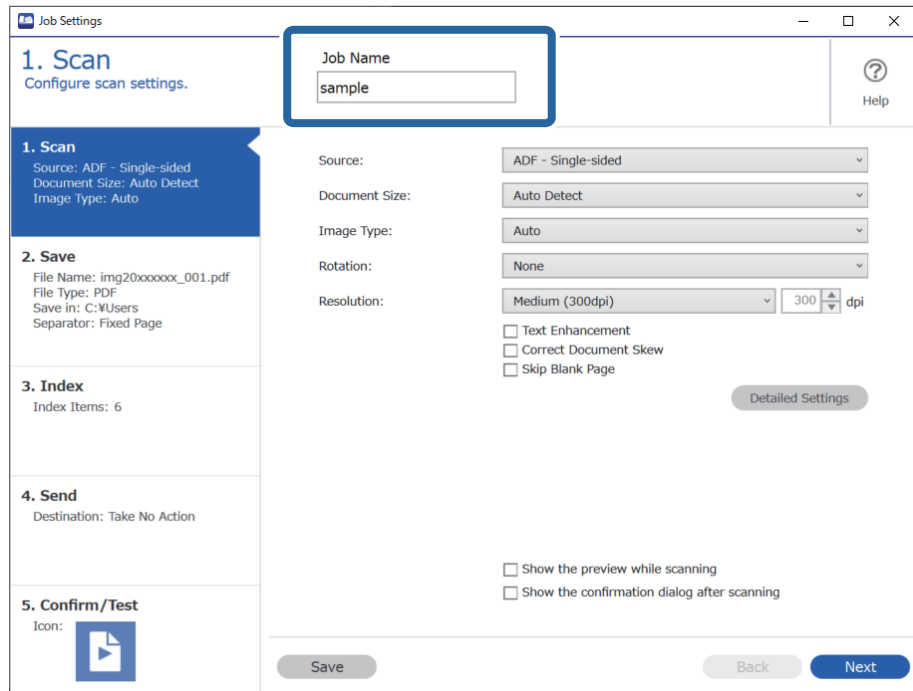 Job Settings
1. Scan
Configure scan settings.
Job Name
sample
Help
1. Scan
Source: ADF - Single-sided
Document Size: Auto Detect
Image Type: Auto
2. Save
File Name: img20xxxxxx_001.pdf
File Type: PDF
Save in: C:¥Users
Separator: Fixed Page
3. Index
Index Items: 6
4. Send
Destination: Take No Action
5. Confirm/Test
Icon:
Source: ADF - Single-sided
Document Size: Auto Detect
Image Type: Auto
Rotation: None
Resolution: Medium (300dpi) 300 dpi
Text Enhancement
Correct Document Skew
Skip Blank Page
Detailed Settings
Show the preview while scanning
Show the confirmation dialog after scanning
Save Back Next